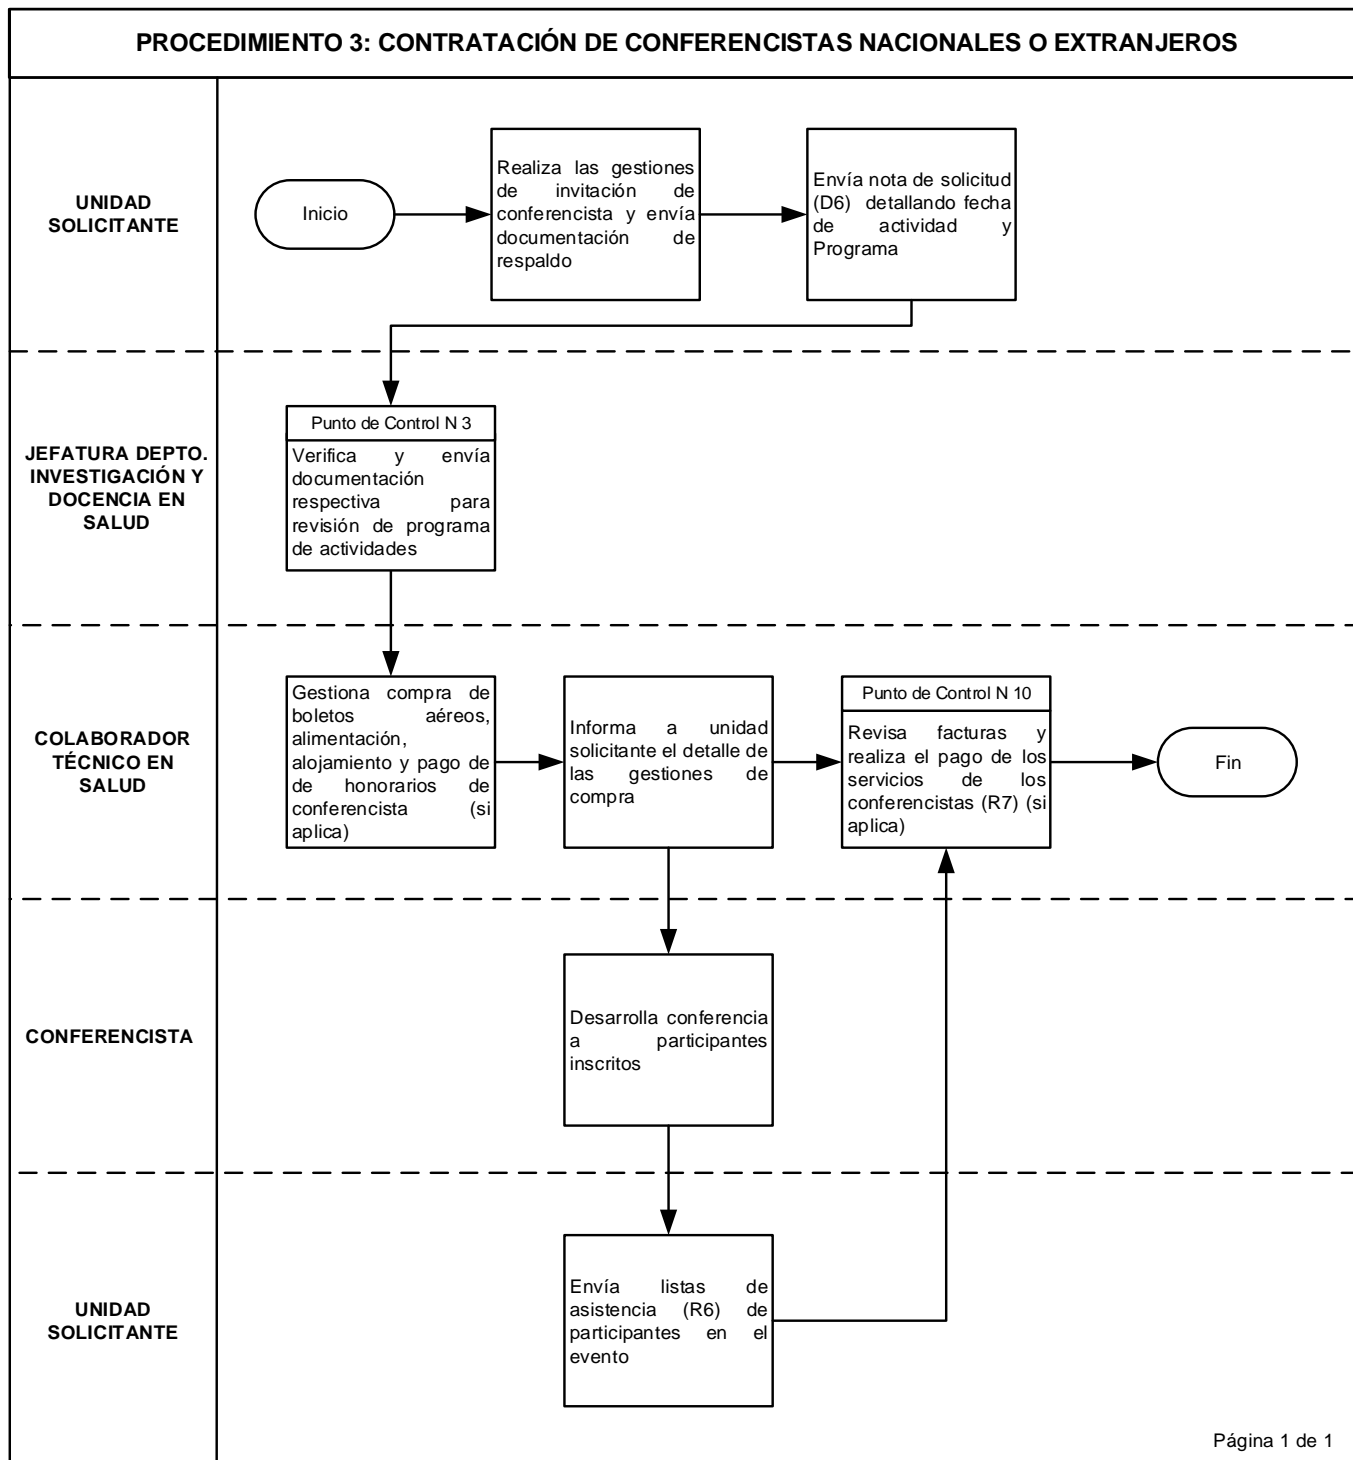 PROCEDIMIENTO 3: CONTRATACIÓN DE CONFERENCISTAS NACIONALES O EXTRANJEROS
UNIDAD
SOLICITANTE
Inicio
Realiza las gestiones
de invitación de
conferencista y envía
documentación de
respaldo
Envía nota de solicitud
(D6) detallando fecha
de actividad y
Programa
JEFATURA DEPTO.
INVESTIGACIÓN Y
DOCENCIA EN
SALUD
Punto de Control N 3
Verifica y envía
documentación
respectiva para
revisión de programa
de actividades
COLABORADOR
TÉCNICO EN
SALUD
Gestiona compra de
boletos aéreos,
alimentación,
alojamiento y pago de
de honorarios de
conferencista (si
aplica)
Informa a unidad
solicitante el detalle de
las gestiones de
compra
Punto de Control N 10
Revisa facturas y
realiza el pago de los
servicios de los
conferencistas (R7) (si
aplica)
Fin
CONFERENCISTA
Desarrolla conferencia
a participantes
inscritos
UNIDAD
SOLICITANTE
Envía listas de
asistencia (R6) de
participantes en el
evento
Página 1 de 1